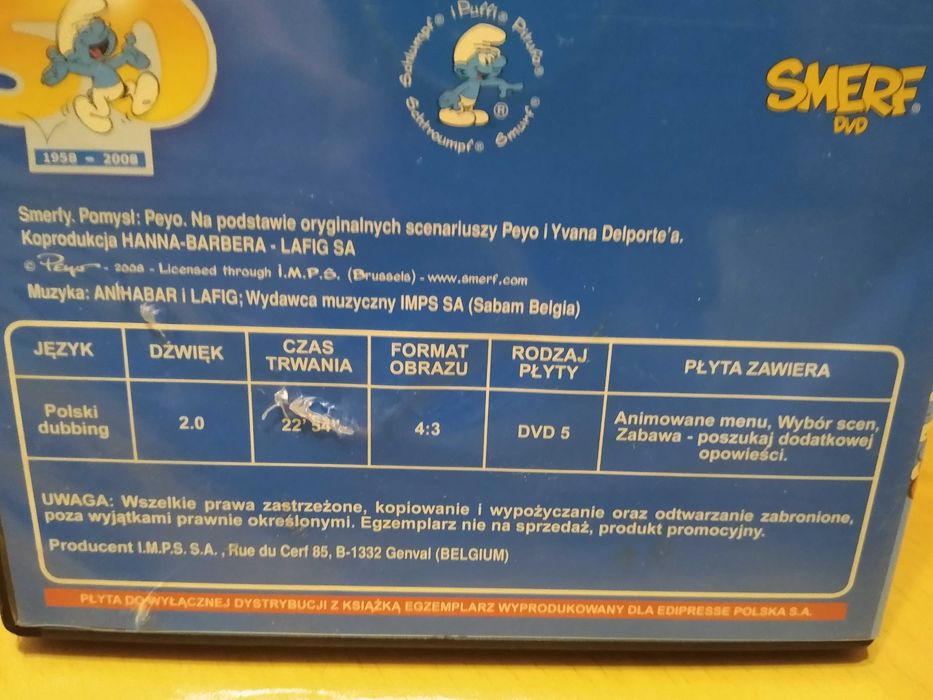 1958 - 2008
Schlumpf® i Puffi® Pitufo® Schtroumpf® Smurf®
®
SMERF®
DVD
Smerfy. Pomysł: Peyo. Na podstawie oryginalnych scenariuszy Peyo i Yvana Delporte'a.
Koprodukcja HANNA-BARBERA - LAFIG SA
© Peyo - 2008 - Licensed through I.M.P.S. (Brussels) - www.smerf.com
Muzyka: ANIHABAR i LAFIG; Wydawca muzyczny IMPS SA (Sabam Belgia)
JĘZYK
DŹWIĘK
CZAS
TRWANIA
FORMAT
OBRAZU
RODZAJ
PŁYTY
PŁYTA ZAWIERA
Polski
dubbing
2.0
22' 54"
4:3
DVD 5
Animowane menu, Wybór scen,
Zabawa - poszukaj dodatkowej
opowieści.
UWAGA: Wszelkie prawa zastrzeżone, kopiowanie i wypożyczanie oraz odtwarzanie zabronione,
poza wyjątkami prawnie określonymi. Egzemplarz nie na sprzedaż, produkt promocyjny.
Producent I.M.P.S. S.A. , Rue du Cerf 85, B-1332 Genval (BELGIUM)
PŁYTA DO WYŁĄCZNEJ DYSTRYBUCJI Z KSIĄŻKĄ EGZEMPLARZ WYPRODUKOWANY DLA EDIPRESSE POLSKA S.A.